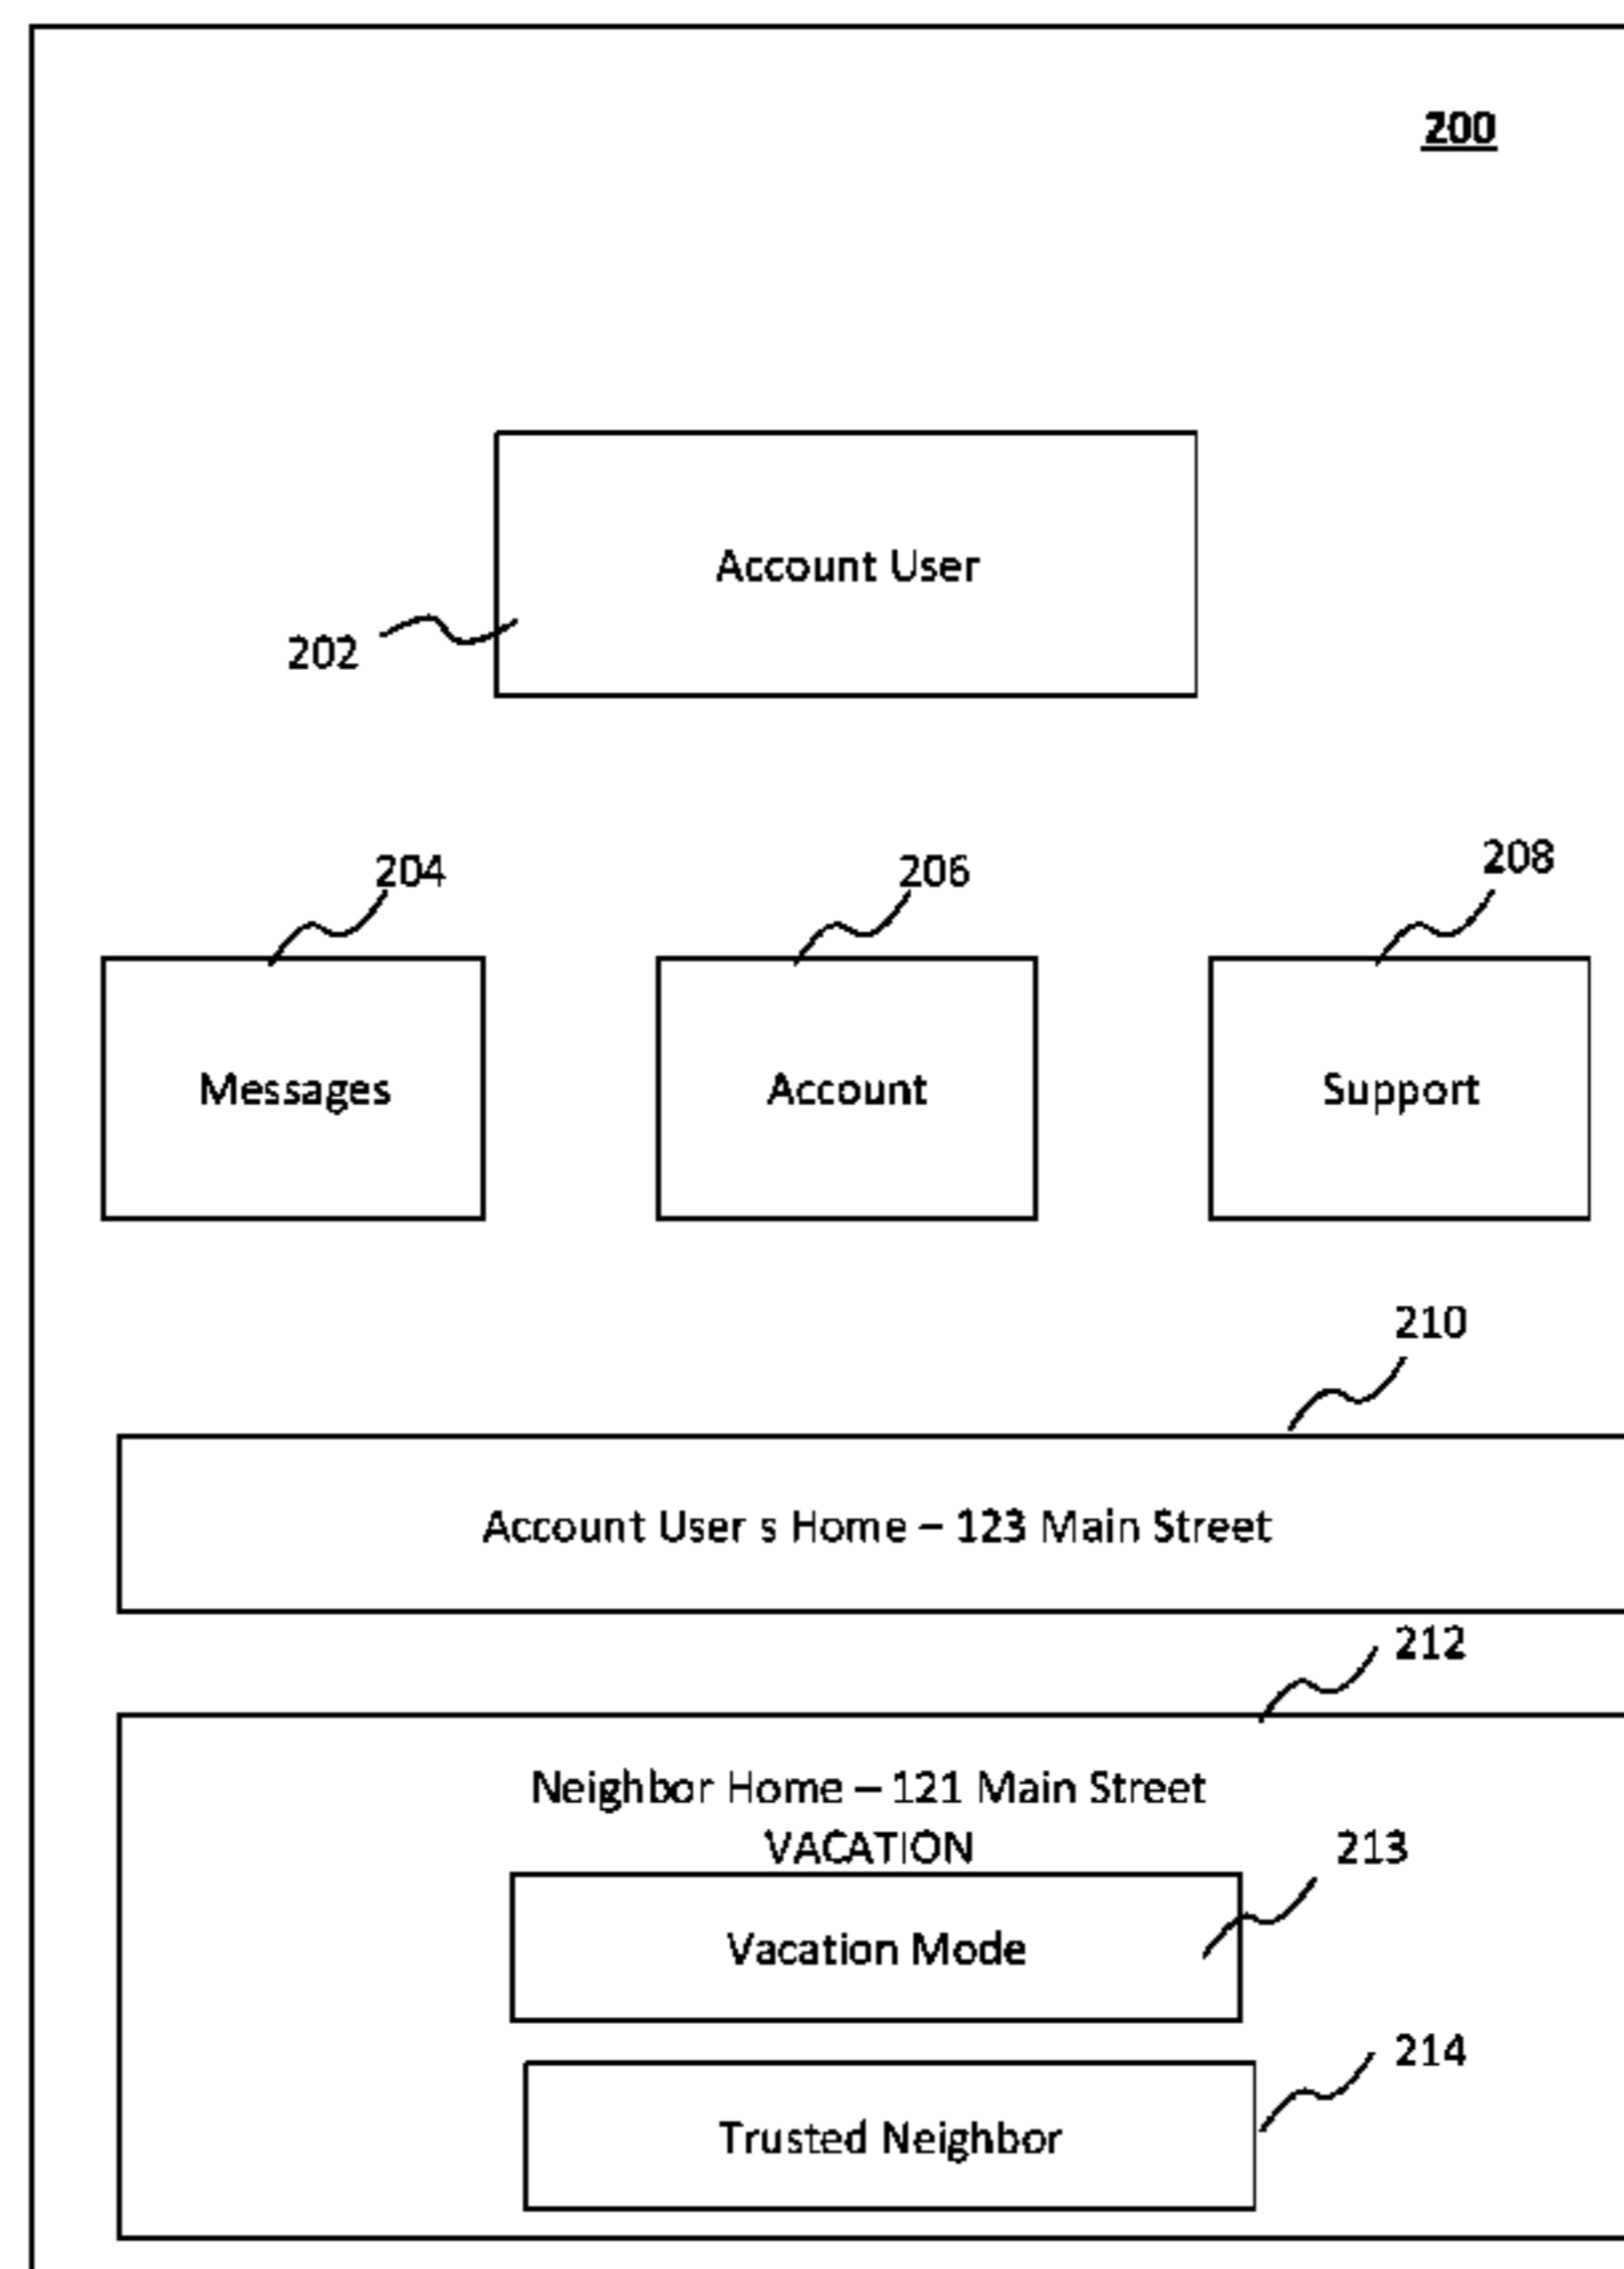 200
Account User
202
204
206
208
Messages
Account
Support
210
Account User s Home – 123 Main Street
212
Neighbor Home – 121 Main Street
VACATION
213
Vacation Mode
214
Trusted Neighbor